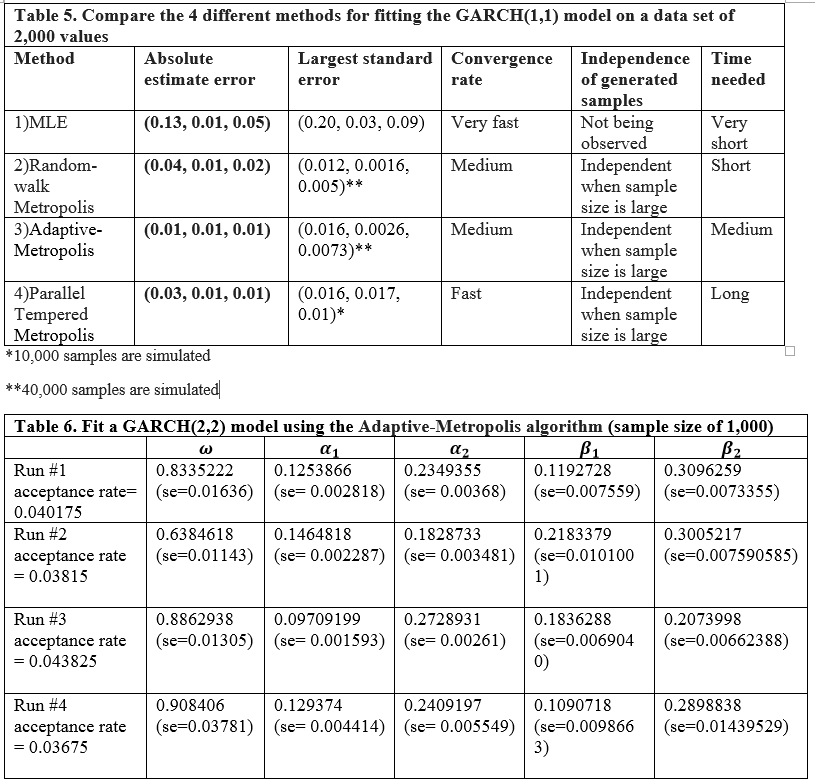 Table 5. Compare the 4 different methods for fitting the GARCH(1,1) model on a data set of
2,000 values
Method Absolute estimate error Largest standard error Convergence rate Independence of generated samples Time needed
1)MLE (0.13, 0.01, 0.05) (0.20, 0.03, 0.09) Very fast Not being observed Very short
2)Random-walk Metropolis (0.04, 0.01, 0.02) (0.012, 0.0016, 0.005)** Medium Independent when sample size is large Short
3)Adaptive-Metropolis (0.01, 0.01, 0.01) (0.016, 0.0026, 0.0073)** Medium Independent when sample size is large Medium
4)Parallel Tempered Metropolis (0.03, 0.01, 0.01) (0.016, 0.017, 0.01)* Fast Independent when sample size is large Long
*10,000 samples are simulated
**40,000 samples are simulated
Table 6. Fit a GARCH(2,2) model using the Adaptive-Metropolis algorithm (sample size of 1,000)
ω α1 α2 β1 β2
Run #1 0.8335222 0.1253866 0.2349355 0.1192728 0.3096259
acceptance rate= (se=0.01636) (se= 0.002818) (se= 0.00368) (se=0.007559) (se=0.0073355)
0.040175
Run #2 0.6384618 0.1464818 0.1828733 0.2183379 0.3005217
acceptance rate (se=0.01143) (se= 0.002287) (se= 0.003481) (se=0.010100 (se=0.007590585)
= 0.03815 1)
Run #3 0.8862938 0.09709199 0.2728931 0.1836288 0.2073998
acceptance rate (se=0.01305) (se= 0.001593) (se= 0.00261) (se=0.006904 (se=0.00662388)
= 0.043825 0)
Run #4 0.908406 0.129374 0.2409197 0.1090718 0.2898838
acceptance rate (se=0.03781) (se= 0.004414) (se= 0.005549) (se=0.009866 (se=0.01439529)
= 0.03675 3)